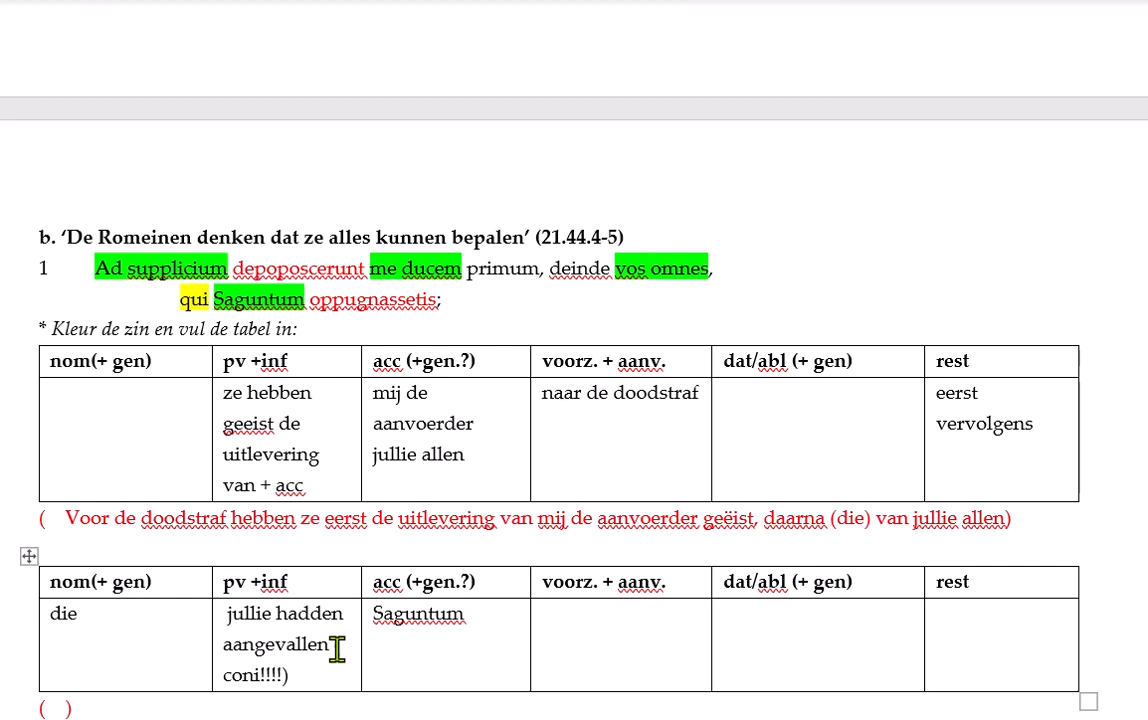 b. ‘De Romeinen denken dat ze alles kunnen bepalen’ (21.44.4-5)
1 Ad supplicium depoposcerunt me ducem primum, deinde vos omnes,
qui Saguntum oppugnassetis;
* Kleur de zin en vul de tabel in:
nom(+ gen) pv +inf acc (+gen.?) voorz. + aanv. dat/abl (+ gen) rest
ze hebben mij de naar de doodstraf eerst
geeist de aanvoerder vervolgens
uitlevering jullie allen
van + acc
( Voor de doodstraf hebben ze eerst de uitlevering van mij de aanvoerder geëist, daarna (die) van jullie allen)
nom(+ gen) pv +inf acc (+gen.?) voorz. + aanv. dat/abl (+ gen) rest
die jullie hadden Saguntum
aangevallen
coni!!!!)
( )